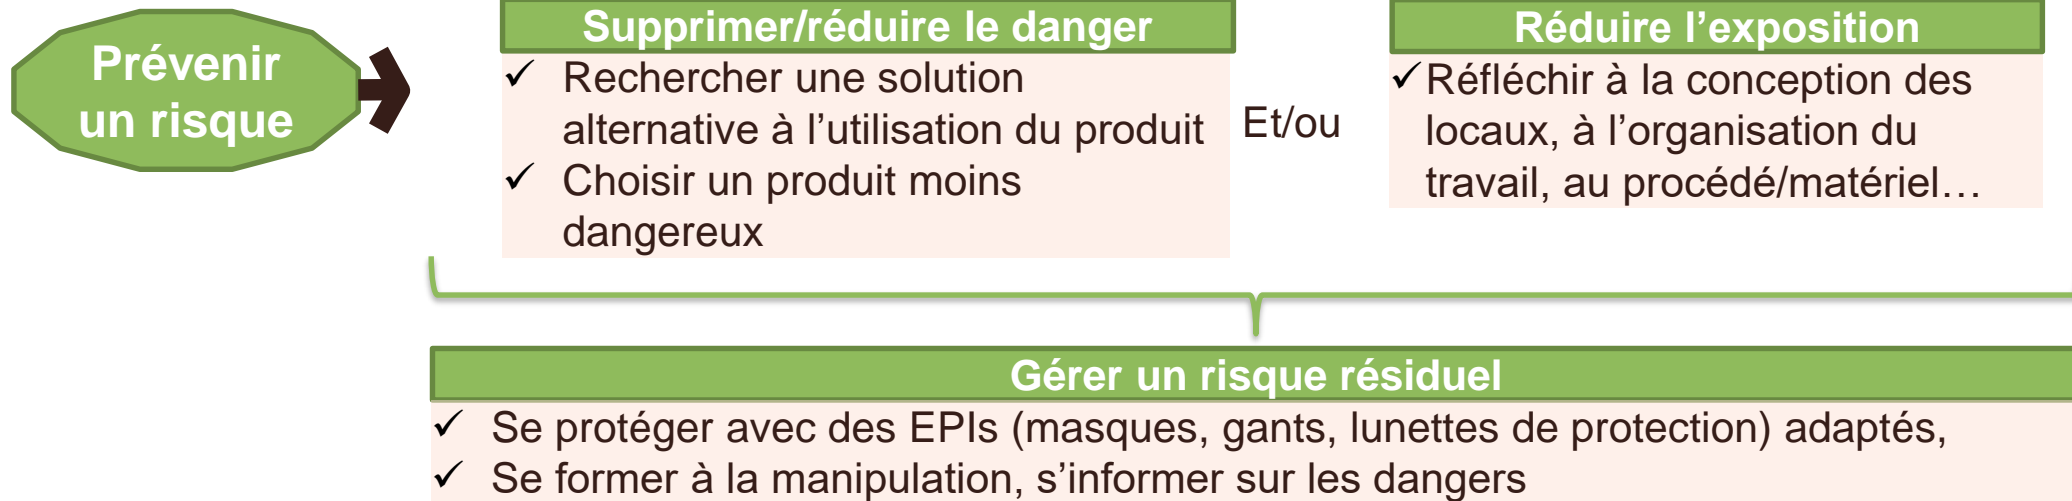 Prévenir
un risque
Supprimer/réduire le danger
✓ Rechercher une solution
alternative à l’utilisation du produit
✓ Choisir un produit moins
dangereux
Et/ou
Réduire l’exposition
✓ Réfléchir à la conception des
locaux, à l’organisation du
travail, au procédé/matériel…
Gérer un risque résiduel
✓ Se protéger avec des EPIs (masques, gants, lunettes de protection) adaptés,
✓ Se former à la manipulation, s’informer sur les dangers